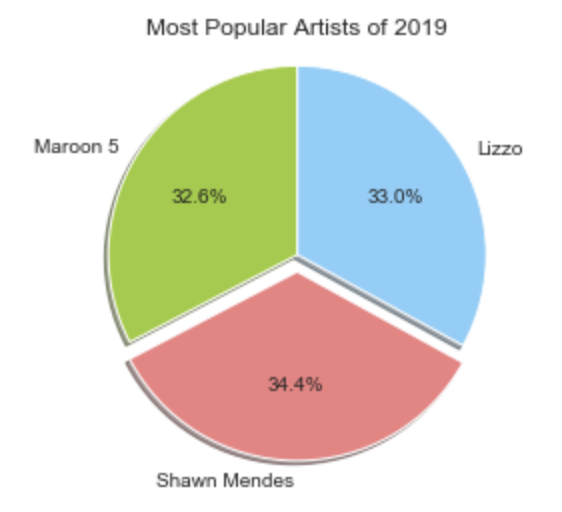 Most Popular Artists of 2019
Maroon 5
Lizzo
32.6%
33.0%
34.4%
Shawn Mendes